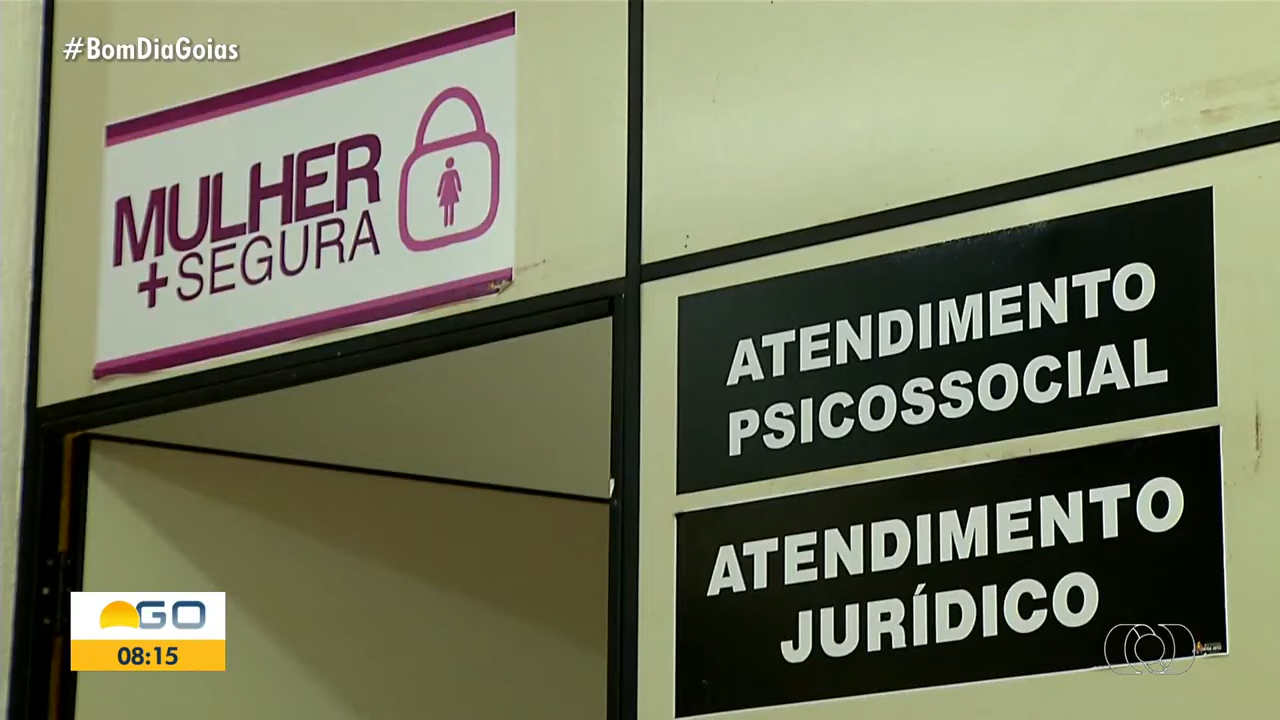 #BomDiaGoias
MULHER
+SEGURA
ATENDIMENTO
PSICOSSOCIAL
ATENDIMENTO
JURÍDICO
GO
08:15